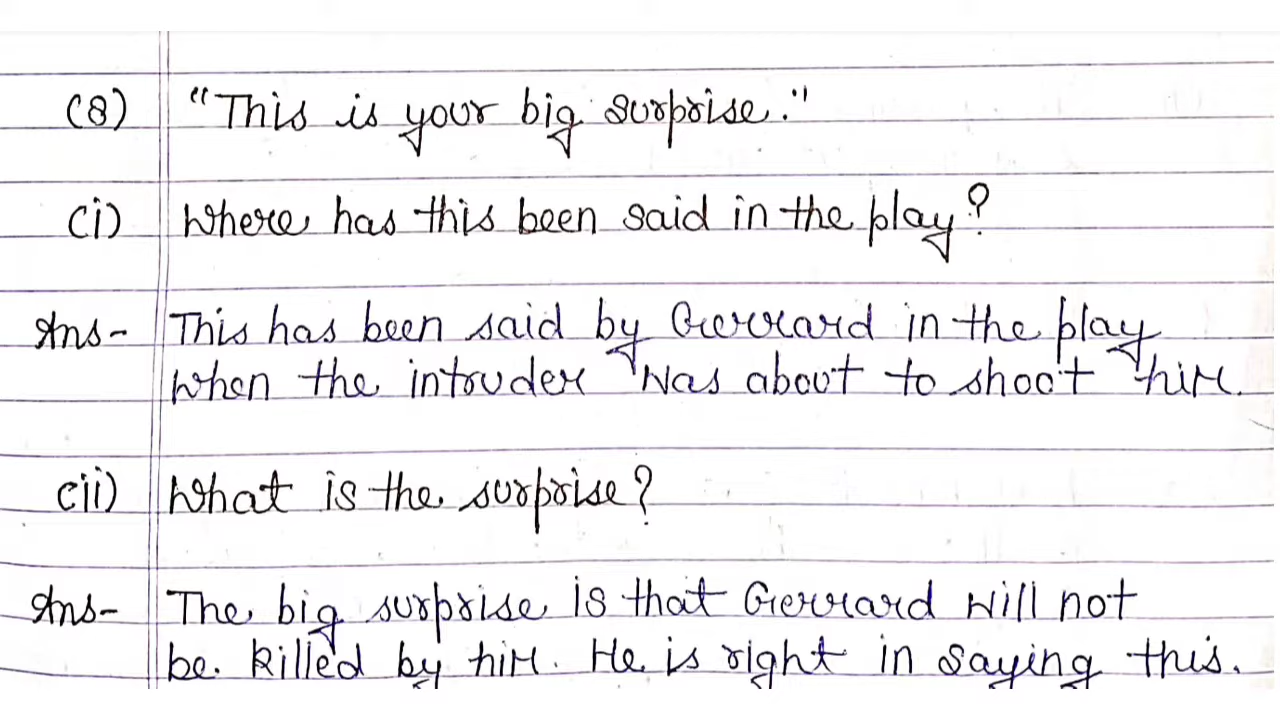 (8) "This is your big surprise."
(i) Where has this been said in the play?
Ans- This has been said by Gerrard in the play
when the intruder was about to shoot him.
(ii) What is the surprise?
Ans- The big surprise is that Gerrard will not
be killed by him. He is right in saying this.